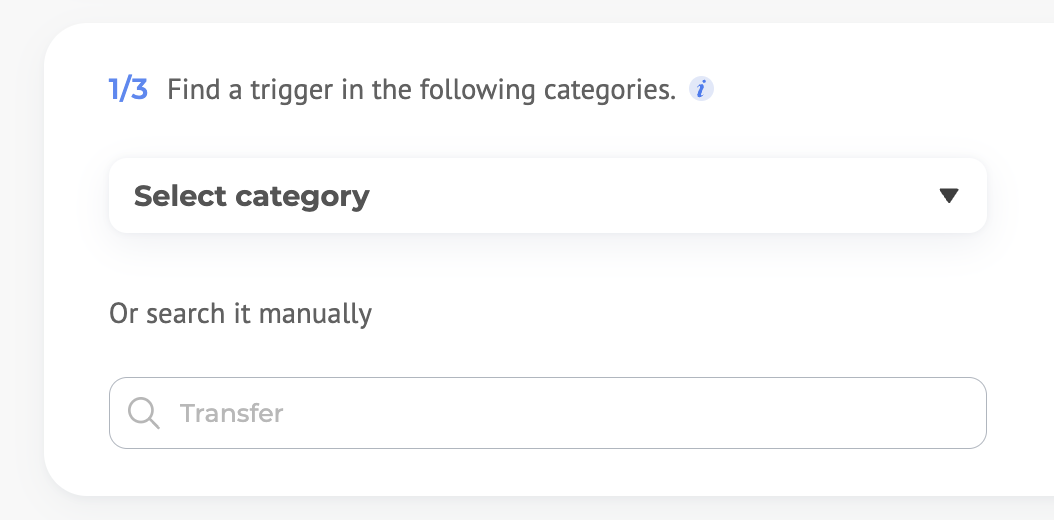 1/3 Find a trigger in the following categories. i
Select category
Or search it manually
Transfer